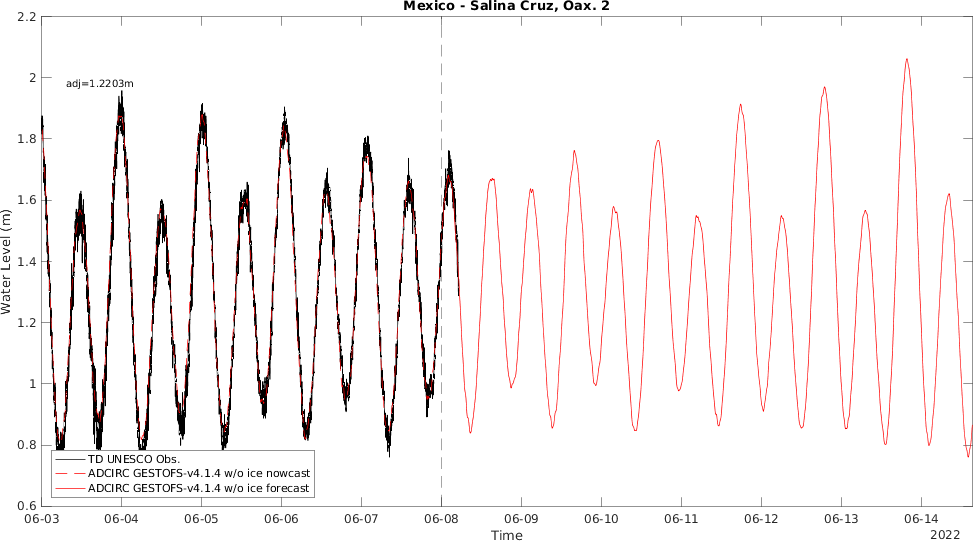 Mexico - Salina Cruz, Oax. 2
2.2
2
1.8
1.6
1.4
1.2
1
0.8
0.6
Water Level (m)
adj=1.2203m
TD UNESCO Obs.
ADCIRC GESTOFS-v4.1.4 w/o ice nowcast
ADCIRC GESTOFS-v4.1.4 w/o ice forecast
06-03 06-04 06-05 06-06 06-07 06-08 06-09 06-10 06-11 06-12 06-13 06-14
2022
Time